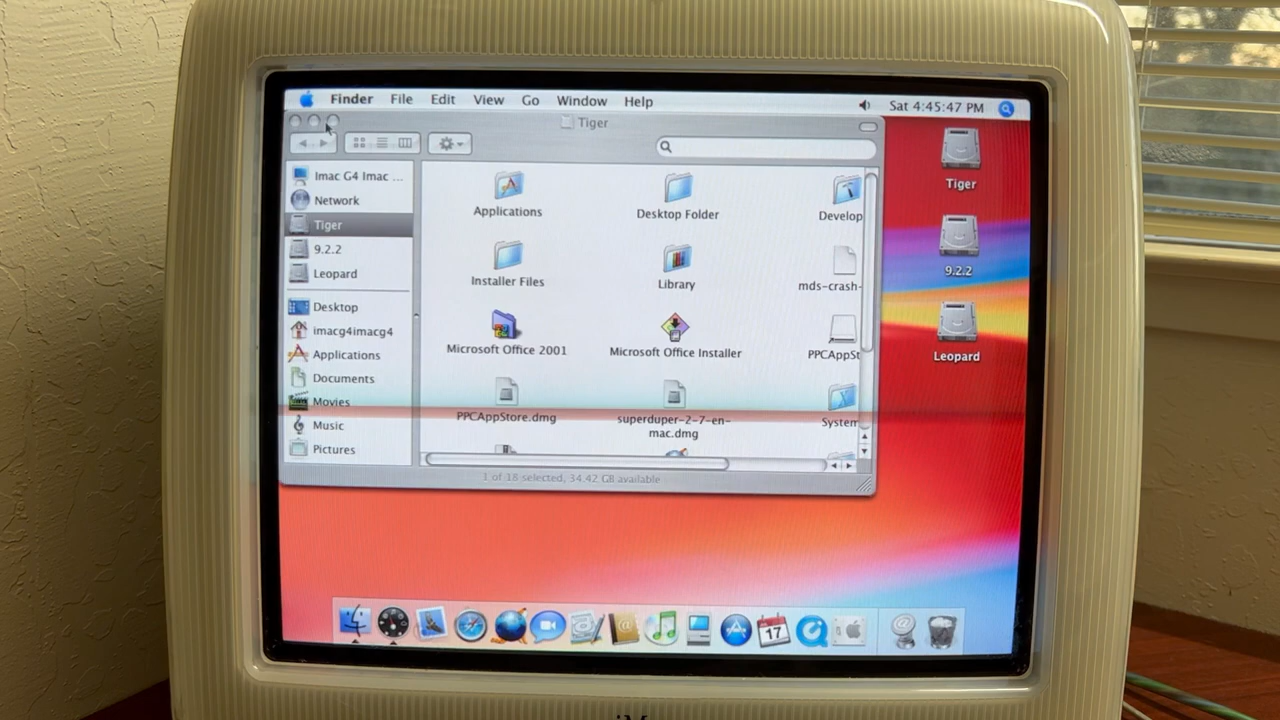 Finder File Edit View Go Window Help Sat 4:45:47 PM
Tiger
Imac G4 Imac ...
Network
Tiger
9.2.2
Leopard
Desktop
imacg4imacg4
Applications
Documents
Movies
Music
Pictures
Applications Desktop Folder Develop
Installer Files Library mds-crash-
Microsoft Office 2001 Microsoft Office Installer PPCAppSt
PPCAppStore.dmg superduper-2-7-en-
mac.dmg System
1 of 18 selected, 34.42 GB available
Tiger
9.2.2
Leopard
17